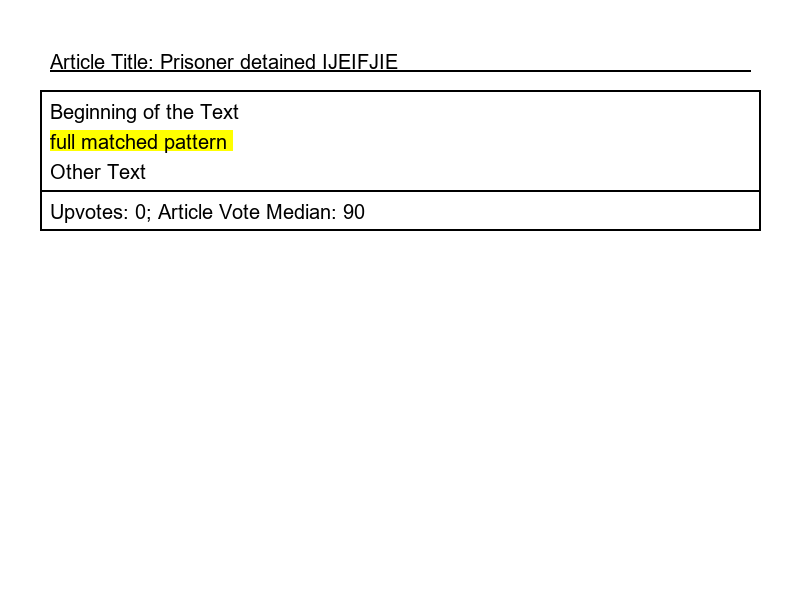 Article Title: Prisoner detained IJEIFJIE
Beginning of the Text
full matched pattern
Other Text
Upvotes: 0; Article Vote Median: 90